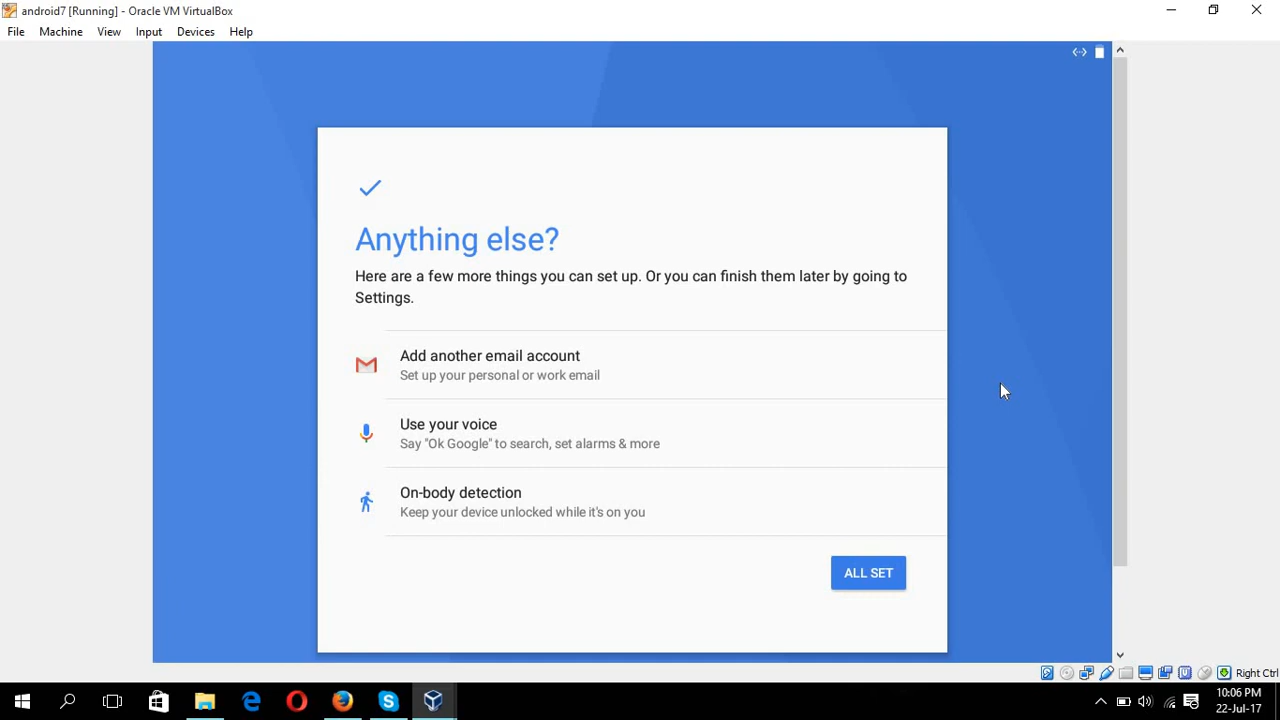 android7 [Running] - Oracle VM VirtualBox
File Machine View Input Devices Help
Anything else?
Here are a few more things you can set up. Or you can finish them later by going to
Settings.
Add another email account
Set up your personal or work email
Use your voice
Say "Ok Google" to search, set alarms & more
On-body detection
Keep your device unlocked while it's on you
ALL SET
Right Ctrl
10:06 PM
22-Jul-17